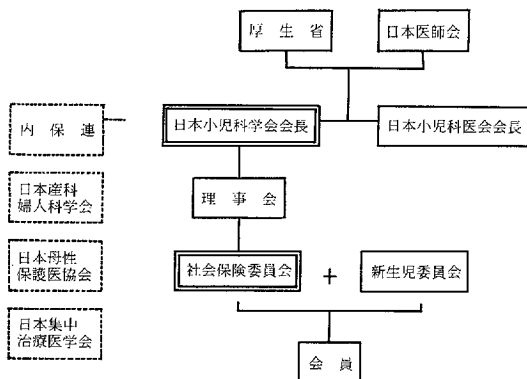 厚生省
日本医師会
内保連
日本小児科学会会長
日本小児科医会会長
日本産科
婦人科学会
理事会
日本母性
保護医協会
社会保険委員会
+
新生児委員会
日本集中
治療医学会
会員